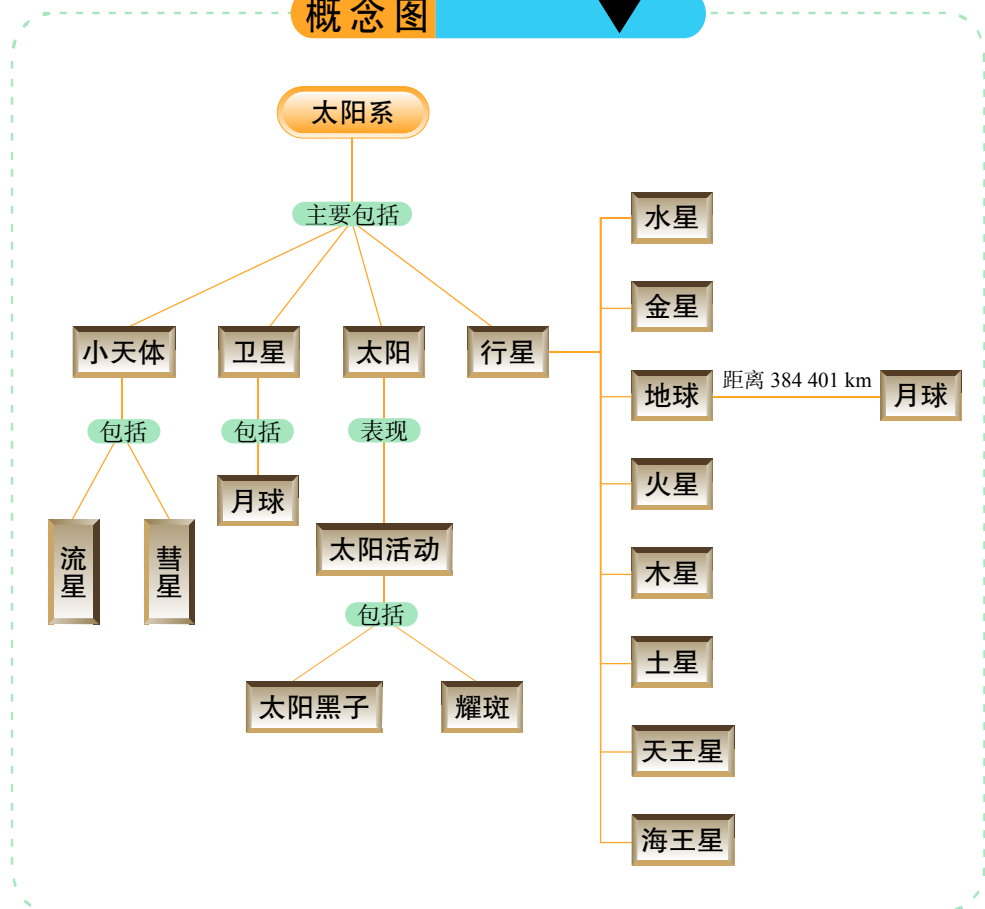 概念图
太阳系
主要包括
小天体
卫星
太阳
行星
包括
包括
表现
流星
彗星
月球
太阳活动
包括
太阳黑子
耀斑
水星
金星
地球
距离 384 401 km
月球
火星
木星
土星
天王星
海王星